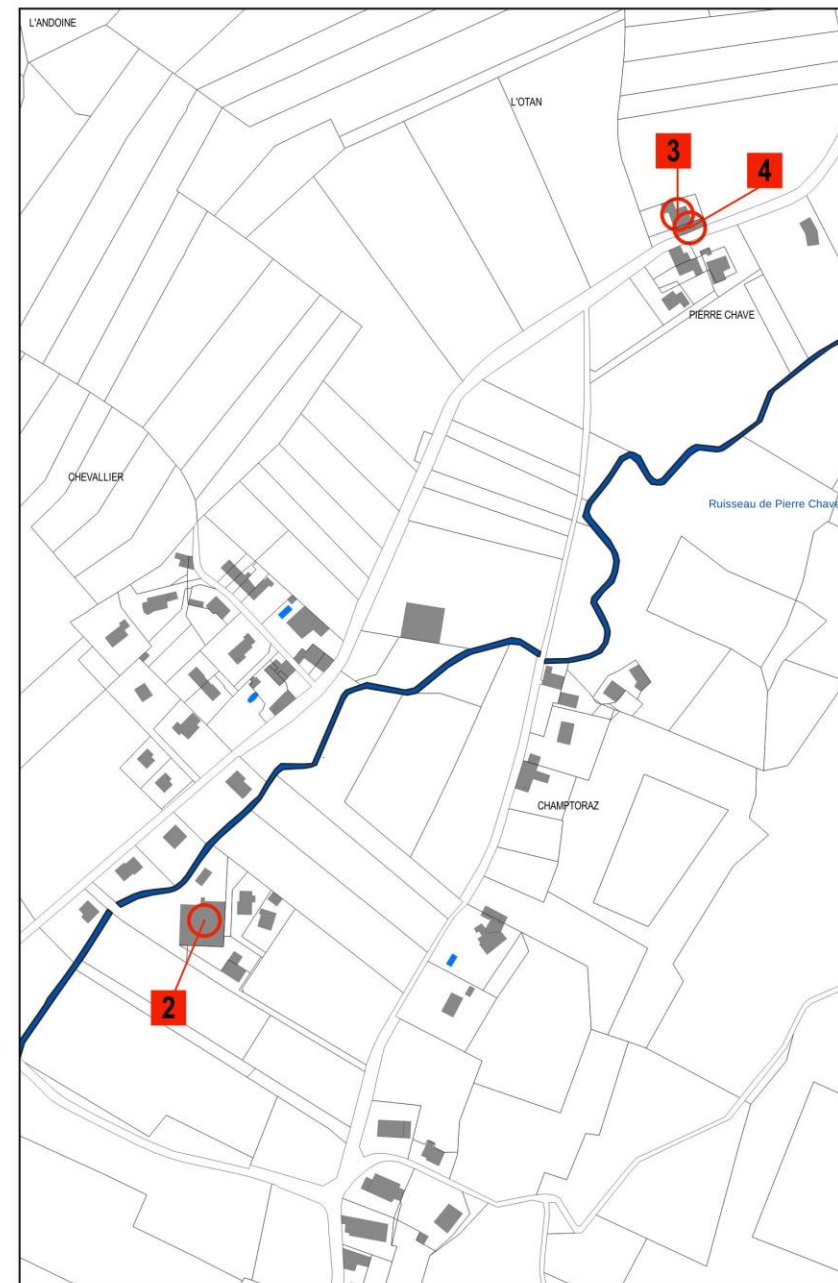 L'ANDOINE
L'OTAN
3
4
PIERRE CHAVE
CHEVALLIER
Ruisseau de Pierre Chave
CHAMPTORAZ
2